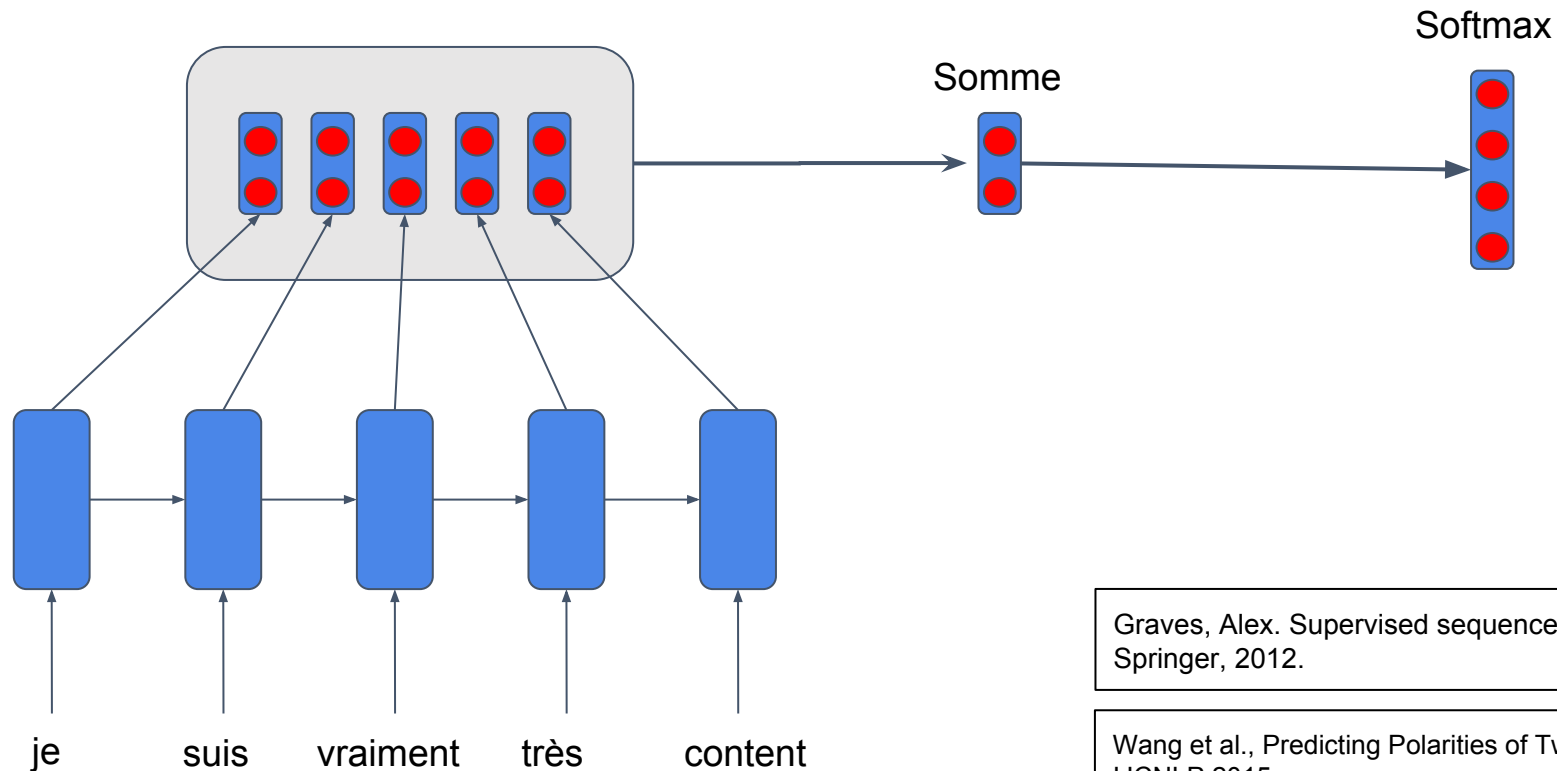 Softmax
Somme
je suis vraiment très content
Graves, Alex. Supervised sequence
Springer, 2012.
Wang et al., Predicting Polarities of